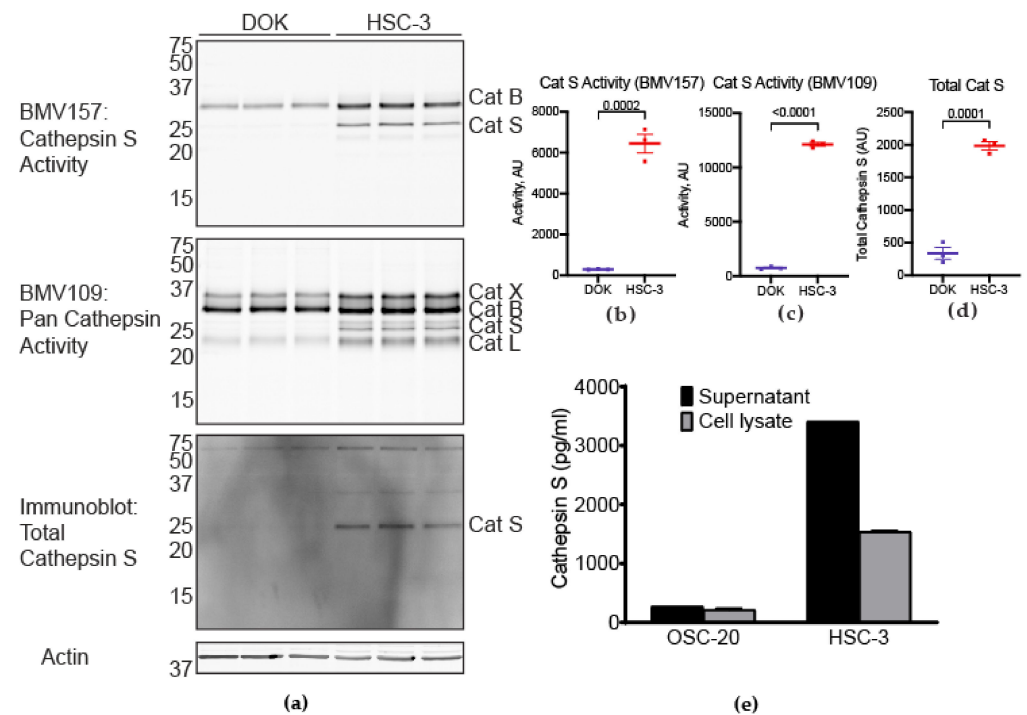 DOK HSC-3
75
50
37
25
20
15
BMV157:
Cathepsin S
Activity
Cat B
Cat S
75
50
37
25
20
15
BMV109:
Pan Cathepsin
Activity
Cat X
Cat B
Cat S
Cat L
75
50
37
25
20
15
Immunoblot:
Total
Cathepsin S
Cat S
Actin
37
(a)
Cat S Activity (BMV157)
0.0002
8000
6000
4000
2000
0
Activity, AU
DOK HSC-3
(b)
Cat S Activity (BMV109)
<0.0001
15000
10000
5000
0
Activity, AU
DOK HSC-3
(c)
Total Cat S
0.0001
2500
2000
1500
1000
500
0
Total Cathepsin S (AU)
DOK HSC-3
(d)
4000
3000
2000
1000
0
Cathepsin S (pg/ml)
Supernatant
Cell lysate
OSC-20 HSC-3
(e)